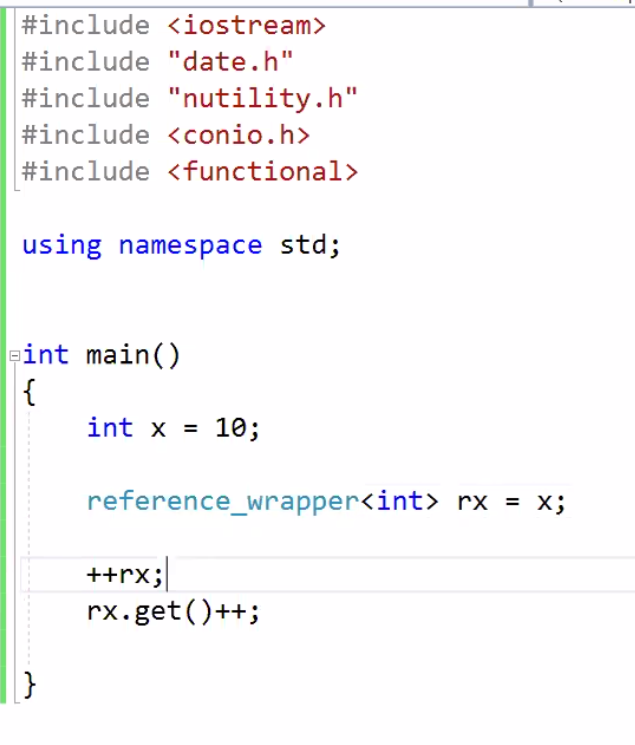 #include <iostream>
#include "date.h"
#include "nutility.h"
#include <conio.h>
#include <functional>
using namespace std;
int main()
{
int x = 10;
reference_wrapper<int> rx = x;
++rx;
rx.get()++;
}